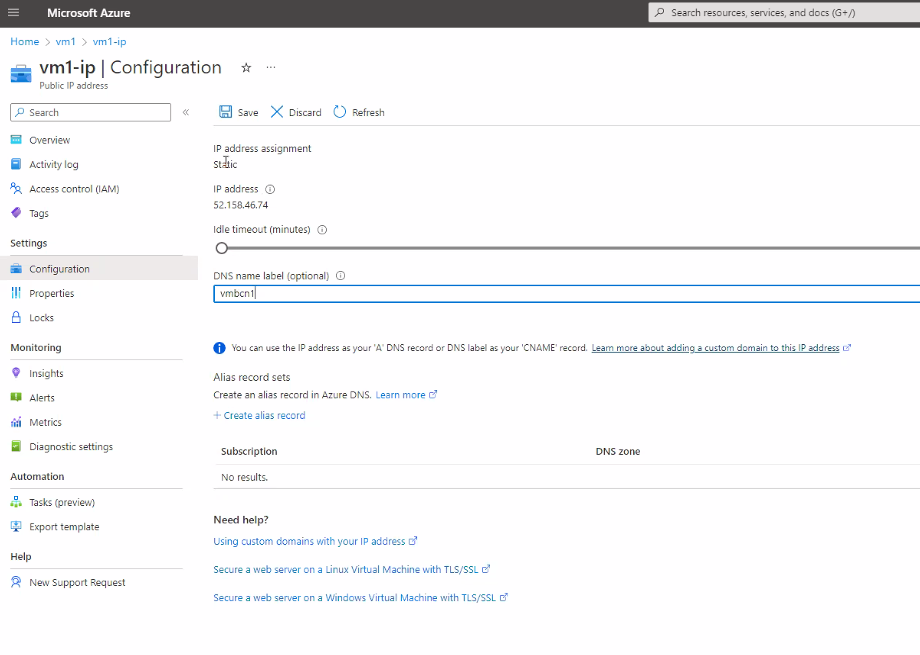 Microsoft Azure
Search resources, services, and docs (G+/)
Home > vm1 > vm1-ip
vm1-ip | Configuration
Public IP address
Search
Save Discard Refresh
Overview
Activity log
Access control (IAM)
Tags
Settings
Configuration
Properties
Locks
Monitoring
Insights
Alerts
Metrics
Diagnostic settings
Automation
Tasks (preview)
Export template
Help
New Support Request
IP address assignment
Static
IP address
52.158.46.74
Idle timeout (minutes)
DNS name label (optional)
vmbcn1
You can use the IP address as your 'A' DNS record or DNS label as your 'CNAME' record. Learn more about adding a custom domain to this IP address
Alias record sets
Create an alias record in Azure DNS. Learn more
+ Create alias record
Subscription DNS zone
No results.
Need help?
Using custom domains with your IP address
Secure a web server on a Linux Virtual Machine with TLS/SSL
Secure a web server on a Windows Virtual Machine with TLS/SSL